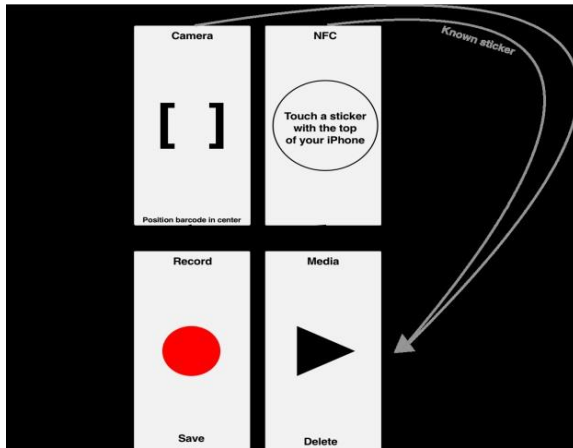 Camera
NFC
Known sticker
[ ]
Touch a sticker
with the top
of your iPhone
Position barcode in center
Record
Media
Save
Delete